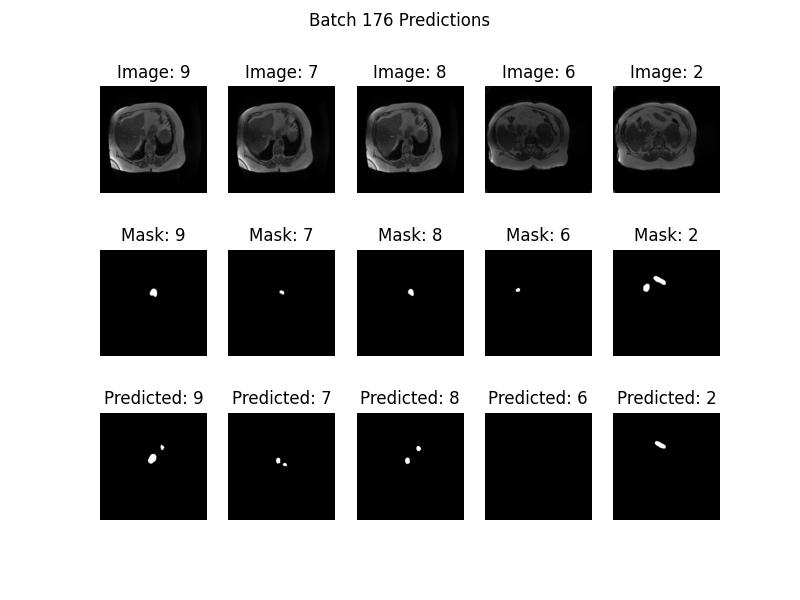 Batch 176 Predictions
Image: 9 Image: 7 Image: 8 Image: 6 Image: 2
Mask: 9 Mask: 7 Mask: 8 Mask: 6 Mask: 2
Predicted: 9 Predicted: 7 Predicted: 8 Predicted: 6 Predicted: 2